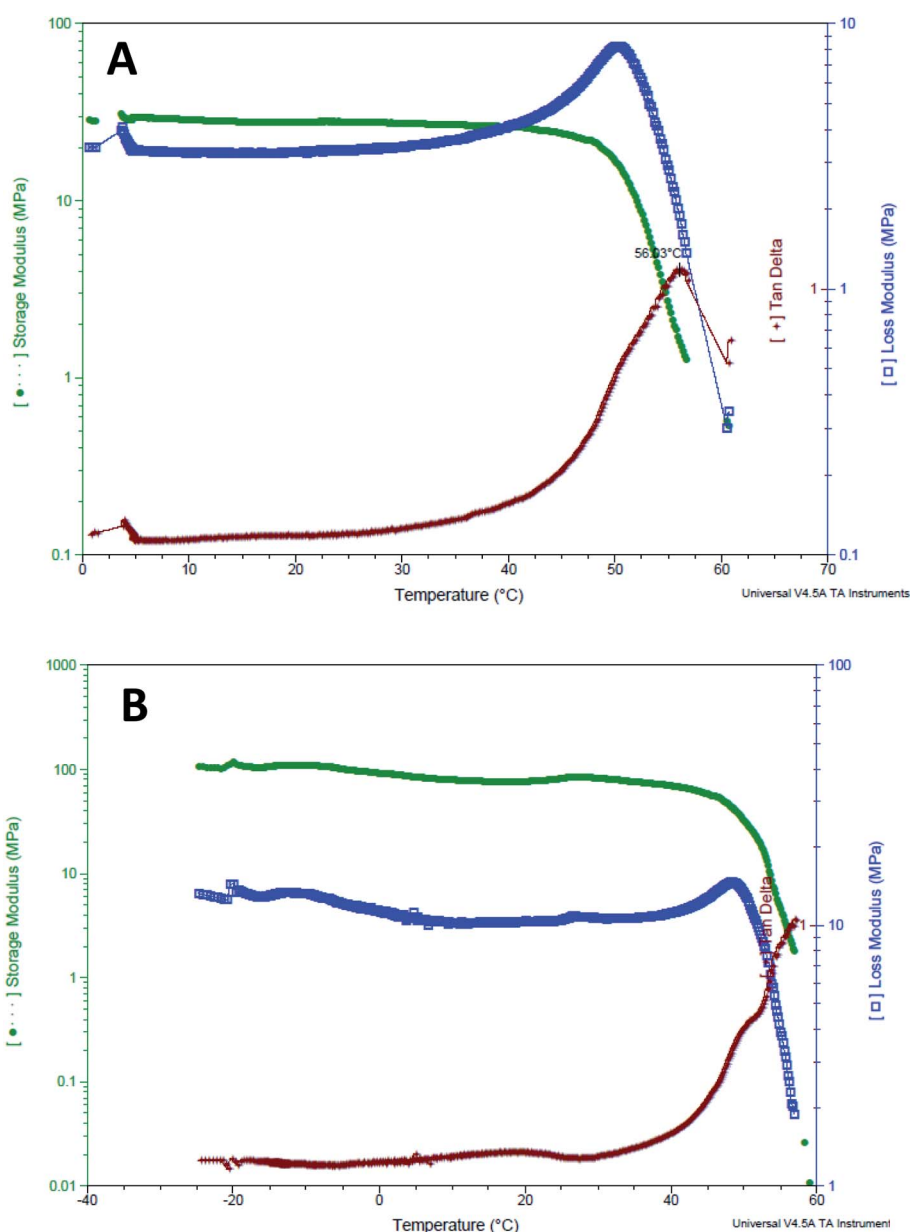 A
100
10
1
0.1
[ ● · · · ] Storage Modulus (MPa)
56.03°C
1
[ + ] Tan Delta
10
1
0.1
[ □ ] Loss Modulus (MPa)
0 10 20 30 40 50 60 70
Temperature (°C)
Universal V4.5A TA Instruments
B
1000
100
10
1
0.1
0.01
[ ● · · · ] Storage Modulus (MPa)
1
Tan Delta
100
10
1
[ □ ] Loss Modulus (MPa)
-40 -20 0 20 40 60
Temperature (°C)
Universal V4.5A TA Instrument